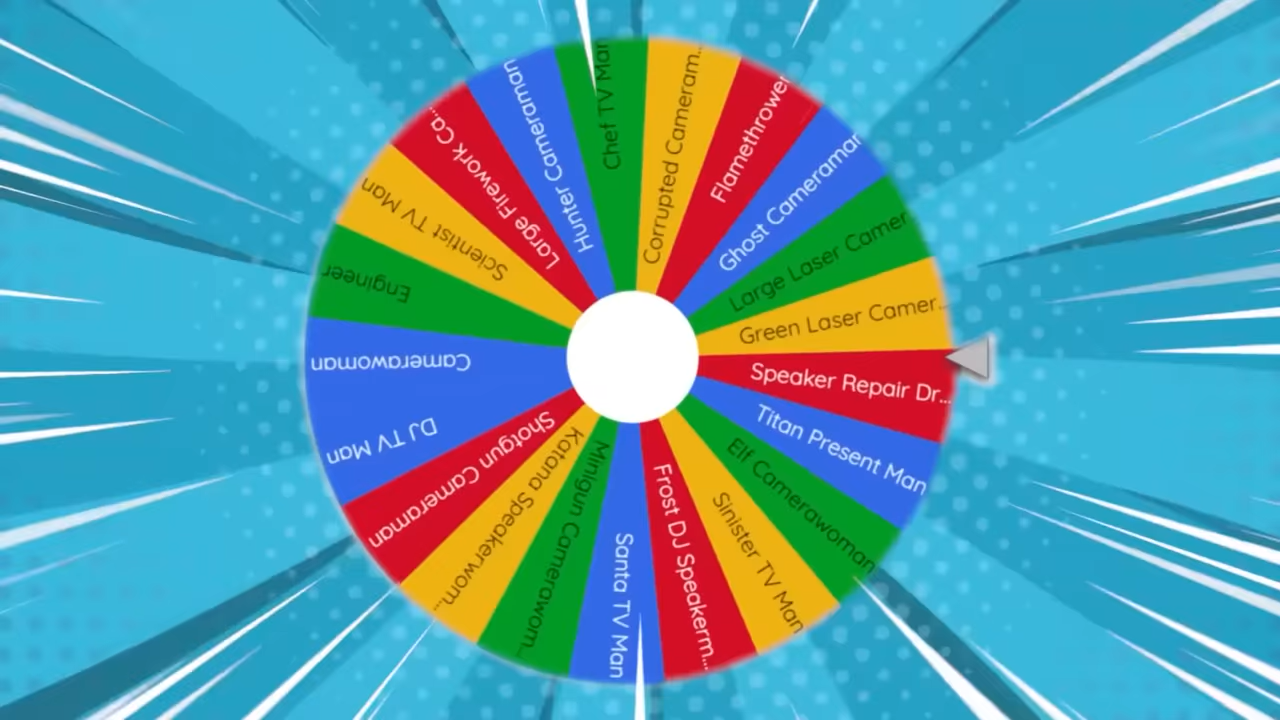 Chef TV Man
Corrupted Cameram...
Flamethrower
Ghost Cameraman
Large Laser Camer
Green Laser Camer...
Speaker Repair Dr...
Titan Present Man
Elf Camerawoman
Sinister TV Man
Frost DJ Speakerm...
Santa TV Man
Minigun Camerawom...
Katana Speakerwom...
Shotgun Cameraman
DJ TV Man
Camerawoman
Engineer
Scientist TV Man
Large Firework Ca...
Hunter Cameraman